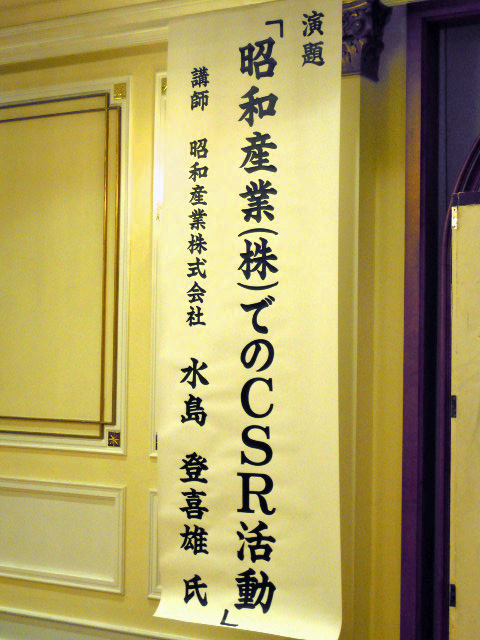 演題
「昭和産業(株)でのCSR活動」
講師 昭和産業株式会社 水島 登喜雄 氏